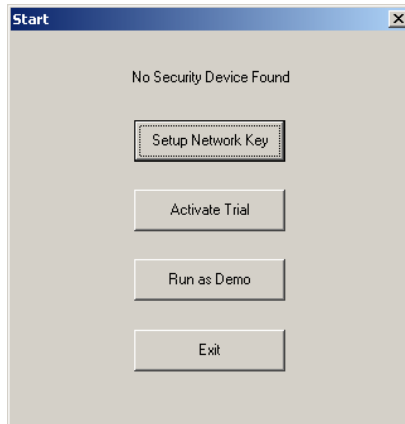 Start
No Security Device Found
Setup Network Key
Activate Trial
Run as Demo
Exit